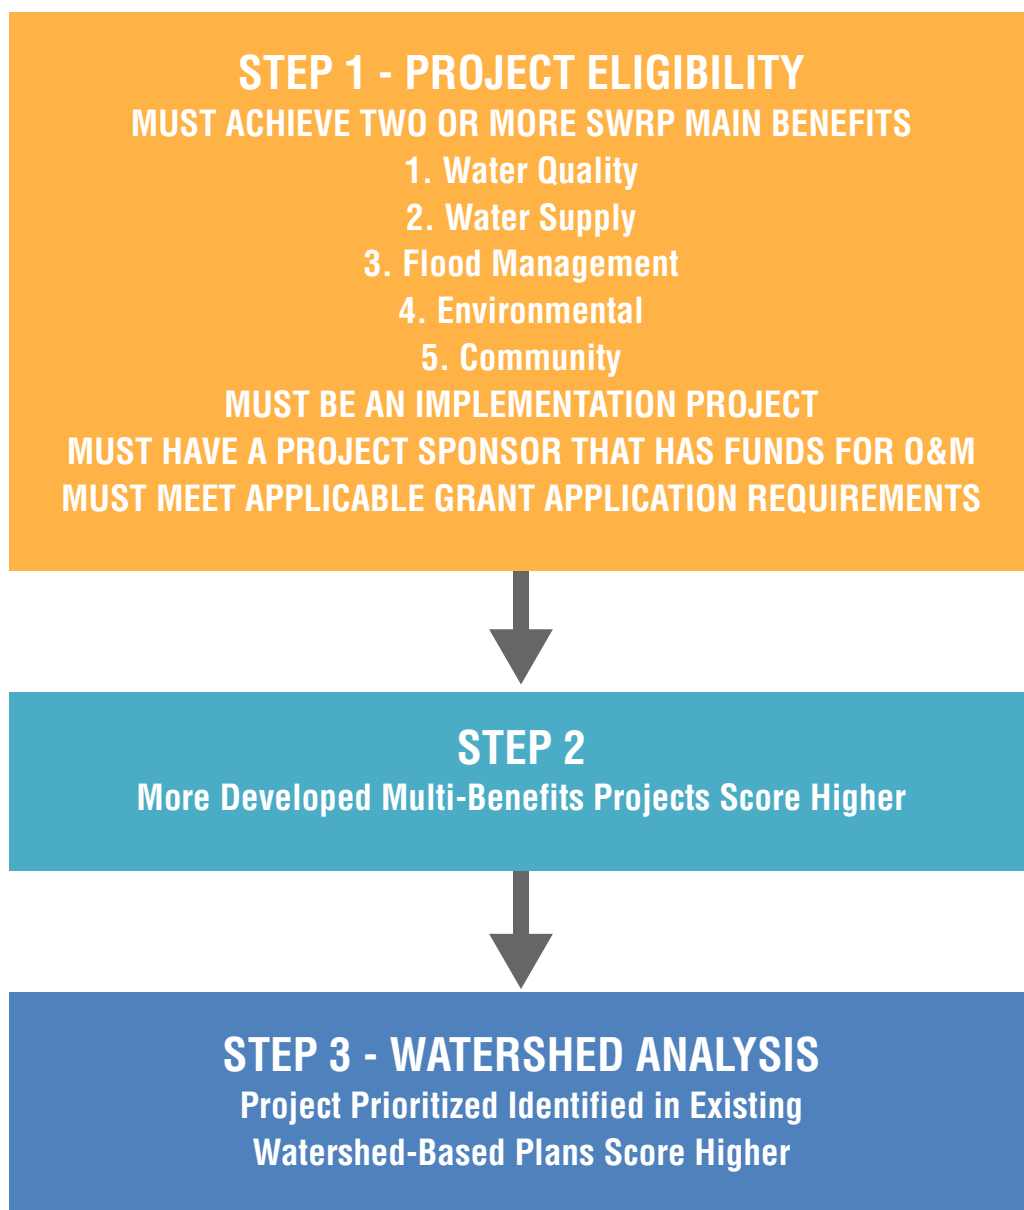 STEP 1 - PROJECT ELIGIBILITY
MUST ACHIEVE TWO OR MORE SWRP MAIN BENEFITS
1. Water Quality
2. Water Supply
3. Flood Management
4. Environmental
5. Community
MUST BE AN IMPLEMENTATION PROJECT
MUST HAVE A PROJECT SPONSOR THAT HAS FUNDS FOR O&M
MUST MEET APPLICABLE GRANT APPLICATION REQUIREMENTS
STEP 2
More Developed Multi-Benefits Projects Score Higher
STEP 3 - WATERSHED ANALYSIS
Project Prioritized Identified in Existing
Watershed-Based Plans Score Higher